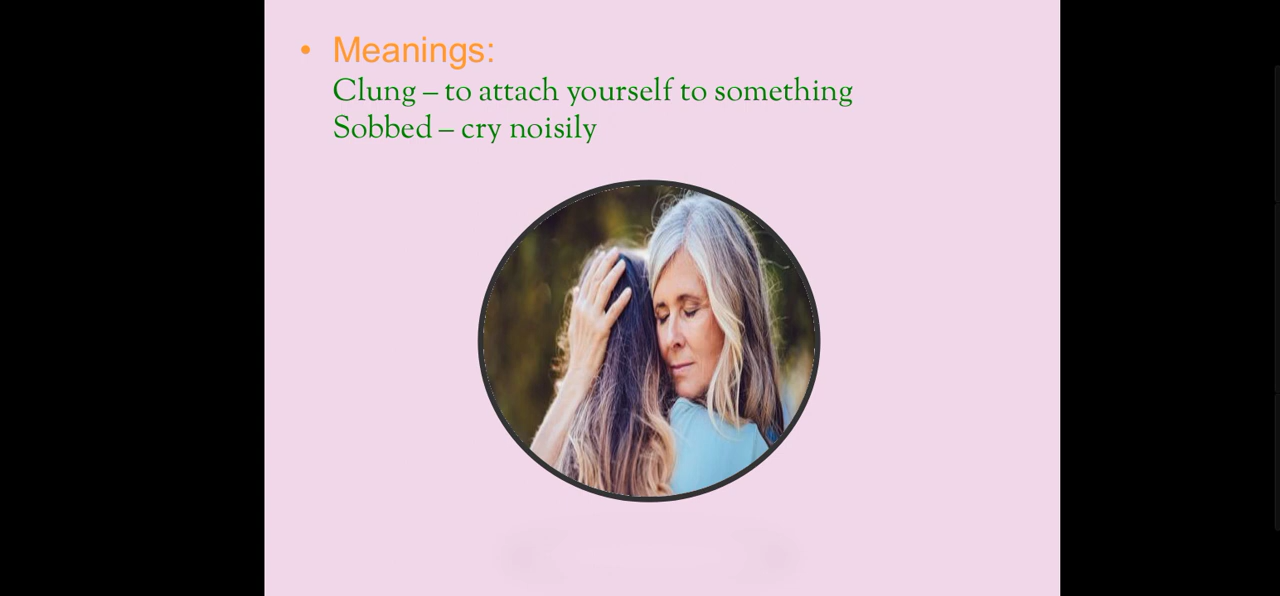 • Meanings:
Clung – to attach yourself to something
Sobbed – cry noisily